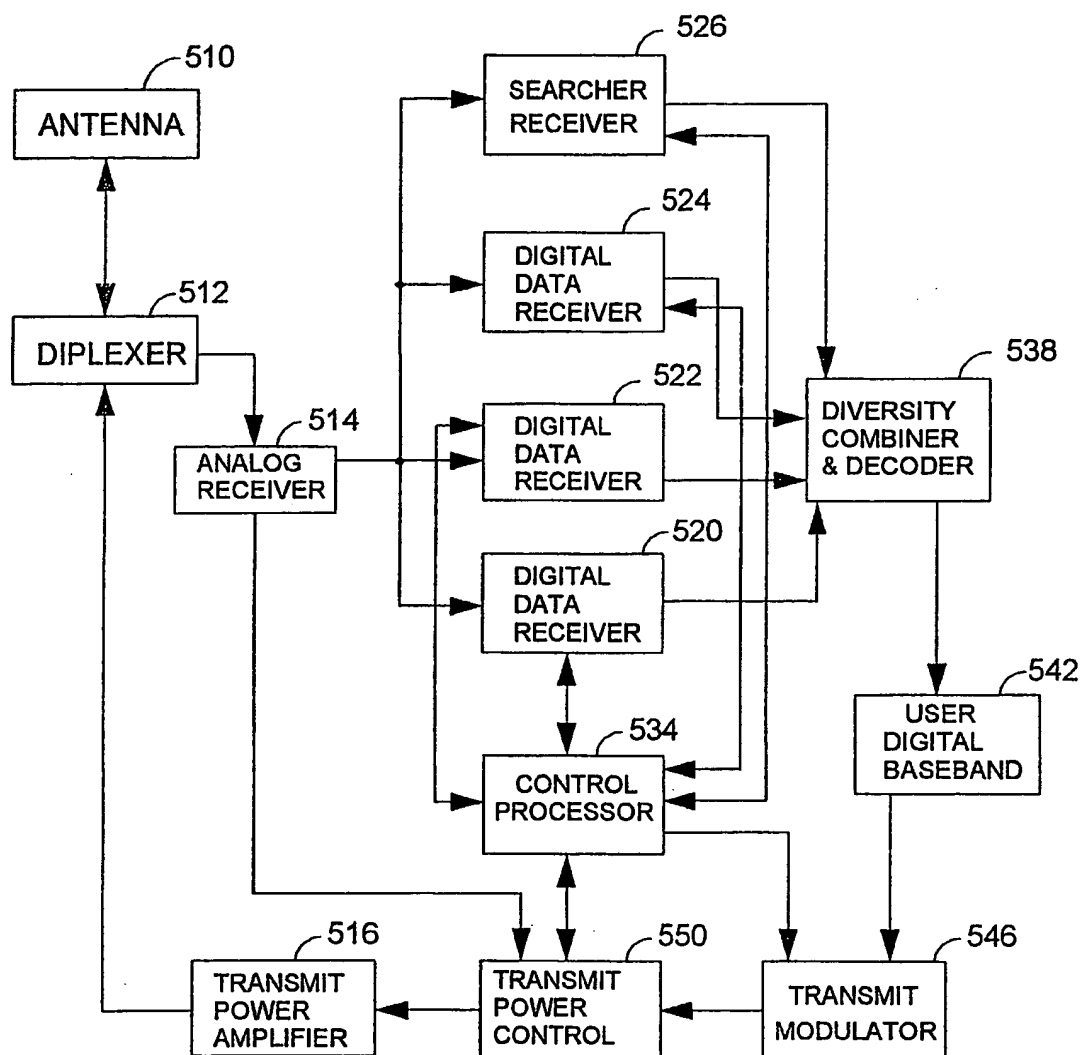 526
510
SEARCHER
RECEIVER
ANTENNA
524
DIGITAL
DATA
RECEIVER
512
DIPLEXER
538
522
DIVERSITY
COMBINER
& DECODER
514
DIGITAL
DATA
RECEIVER
ANALOG
RECEIVER
520
DIGITAL
DATA
RECEIVER
542
USER
DIGITAL
BASEBAND
534
CONTROL
PROCESSOR
516
550
546
TRANSMIT
POWER
AMPLIFIER
TRANSMIT
POWER
CONTROL
TRANSMIT
MODULATOR